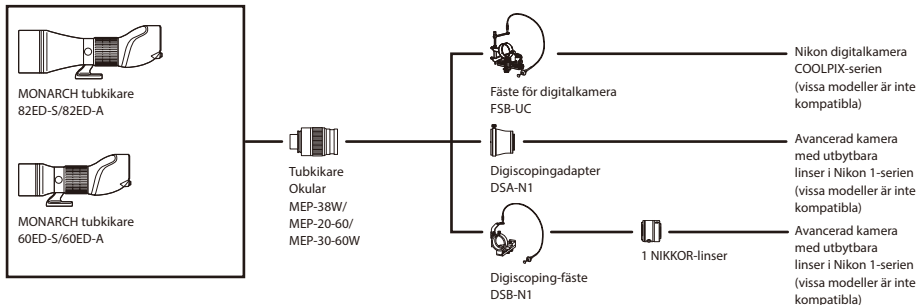 MONARCH tubkikare
82ED-S/82ED-A
MONARCH tubkikare
60ED-S/60ED-A
Tubkikare
Okular
MEP-38W/
MEP-20-60/
MEP-30-60W
Fäste för digitalkamera
FSB-UC
Digiscopingadapter
DSA-N1
Digiscoping-fäste
DSB-N1
1 NIKKOR-linser
Nikon digitalkamera
COOLPIX-serien
(vissa modeller är inte
kompatibla)
Avancerad kamera
med utbytbara
linser i Nikon 1-serien
(vissa modeller är inte
kompatibla)
Avancerad kamera
med utbytbara
linser i Nikon 1-serien
(vissa modeller är inte
kompatibla)